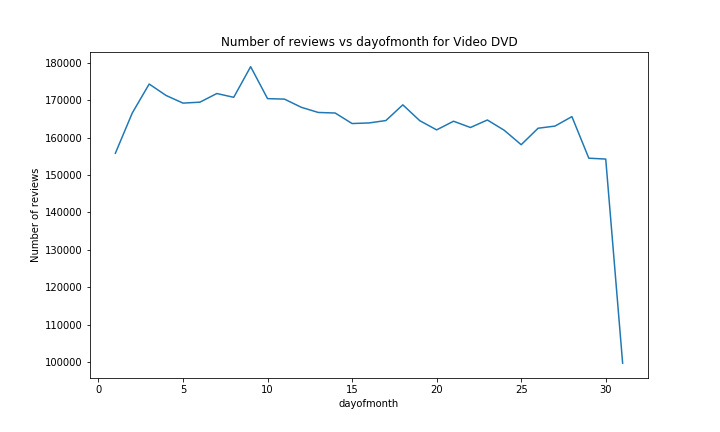 Number of reviews vs dayofmonth for Video DVD
180000
170000
160000
150000
140000
130000
120000
110000
100000
Number of reviews
0 5 10 15 20 25 30
dayofmonth